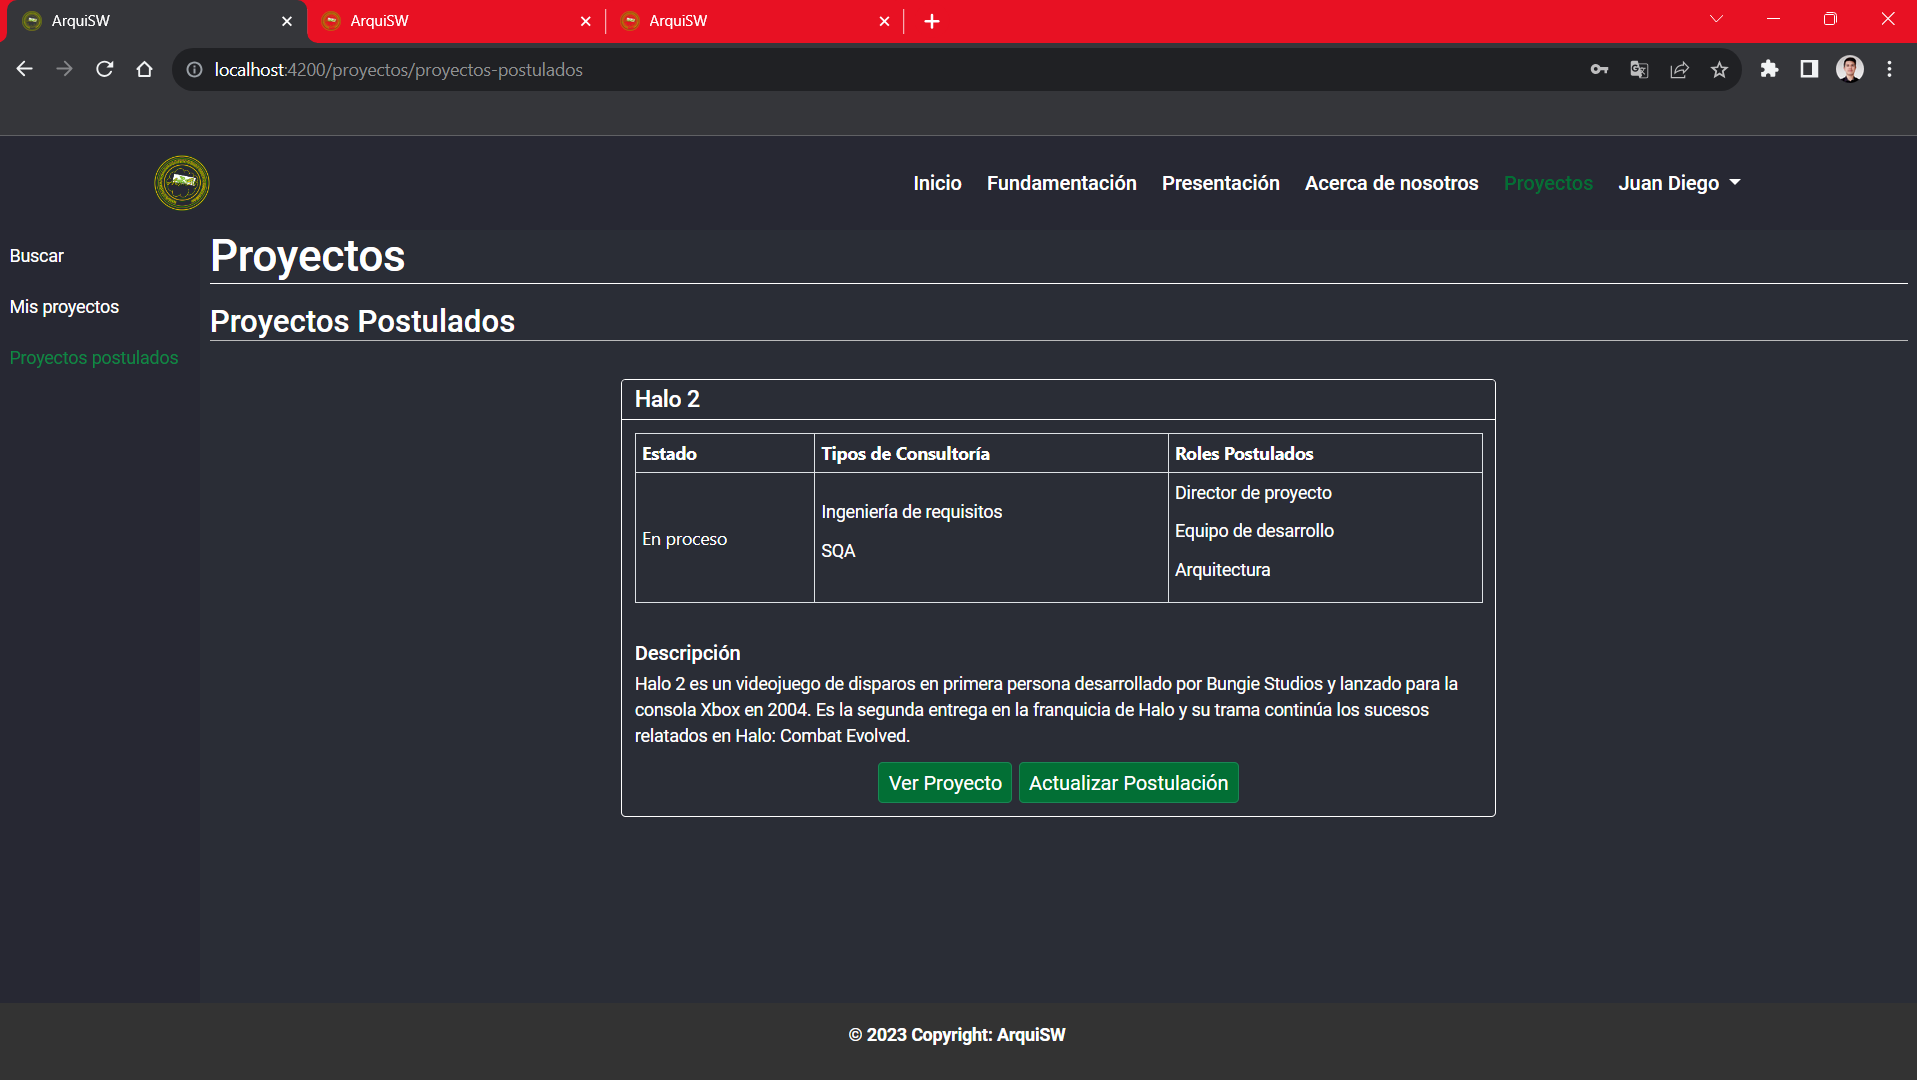 ArquiSW
ArquiSW
ArquiSW
localhost:4200/proyectos/proyectos-postulados
Inicio Fundamentación Presentación Acerca de nosotros Proyectos Juan Diego
Buscar
Mis proyectos
Proyectos postulados
Proyectos
Proyectos Postulados
Halo 2
Estado Tipos de Consultoría Roles Postulados
En proceso
Ingeniería de requisitos
SQA
Director de proyecto
Equipo de desarrollo
Arquitectura
Descripción
Halo 2 es un videojuego de disparos en primera persona desarrollado por Bungie Studios y lanzado para la
consola Xbox en 2004. Es la segunda entrega en la franquicia de Halo y su trama continúa los sucesos
relatados en Halo: Combat Evolved.
Ver Proyecto Actualizar Postulación
© 2023 Copyright: ArquiSW